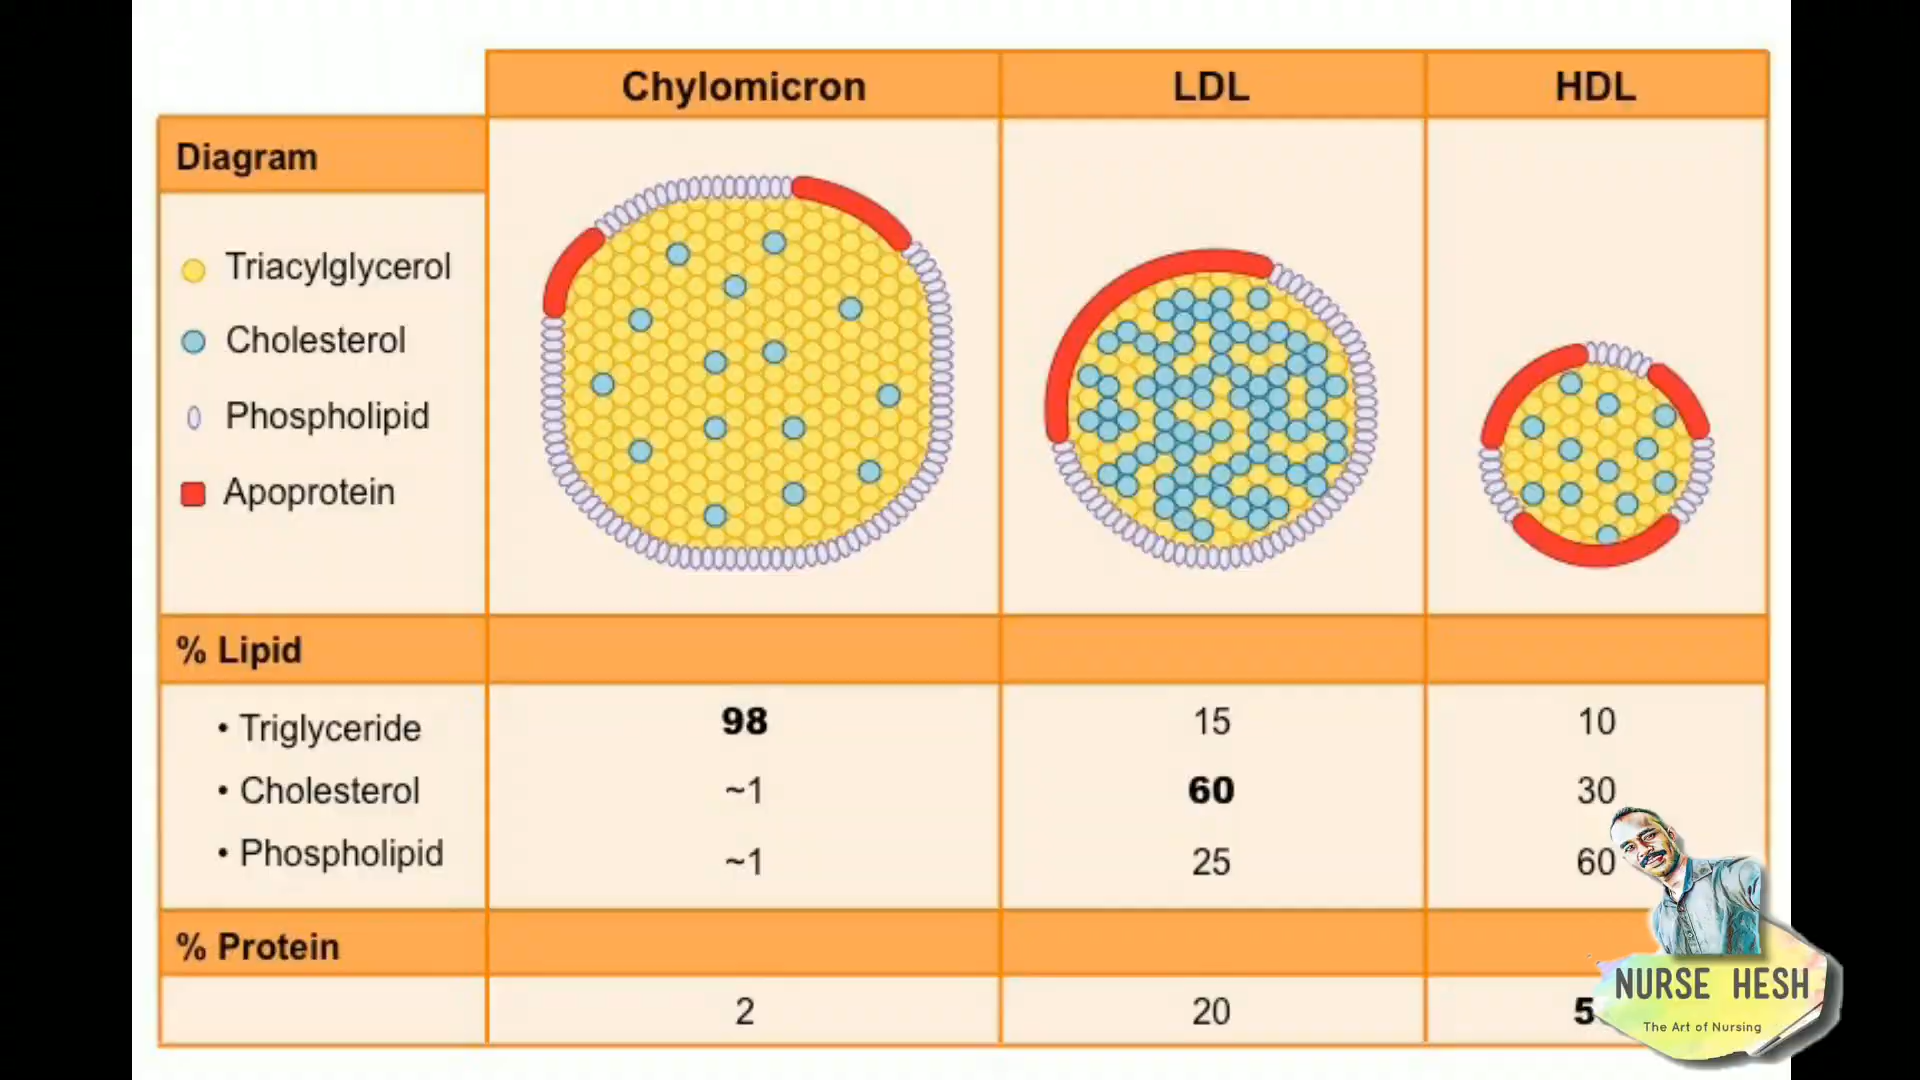 Chylomicron LDL HDL
Diagram
Triacylglycerol
Cholesterol
Phospholipid
Apoprotein
% Lipid
• Triglyceride 98 15 10
• Cholesterol ~1 60 30
• Phospholipid ~1 25 60
% Protein
2 20
NURSE HESH
The Art of Nursing